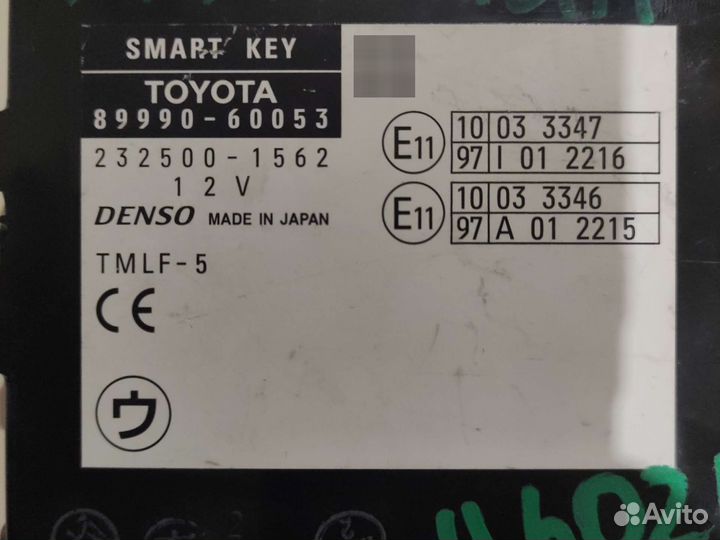 SMART KEY
TOYOTA
89990-60053
232500-1562
12V
DENSO MADE IN JAPAN
TMLF-5
CE
ウ
E11
10 03 3347
97 I 01 2216
E11
10 03 3346
97 A 01 2215
Avito